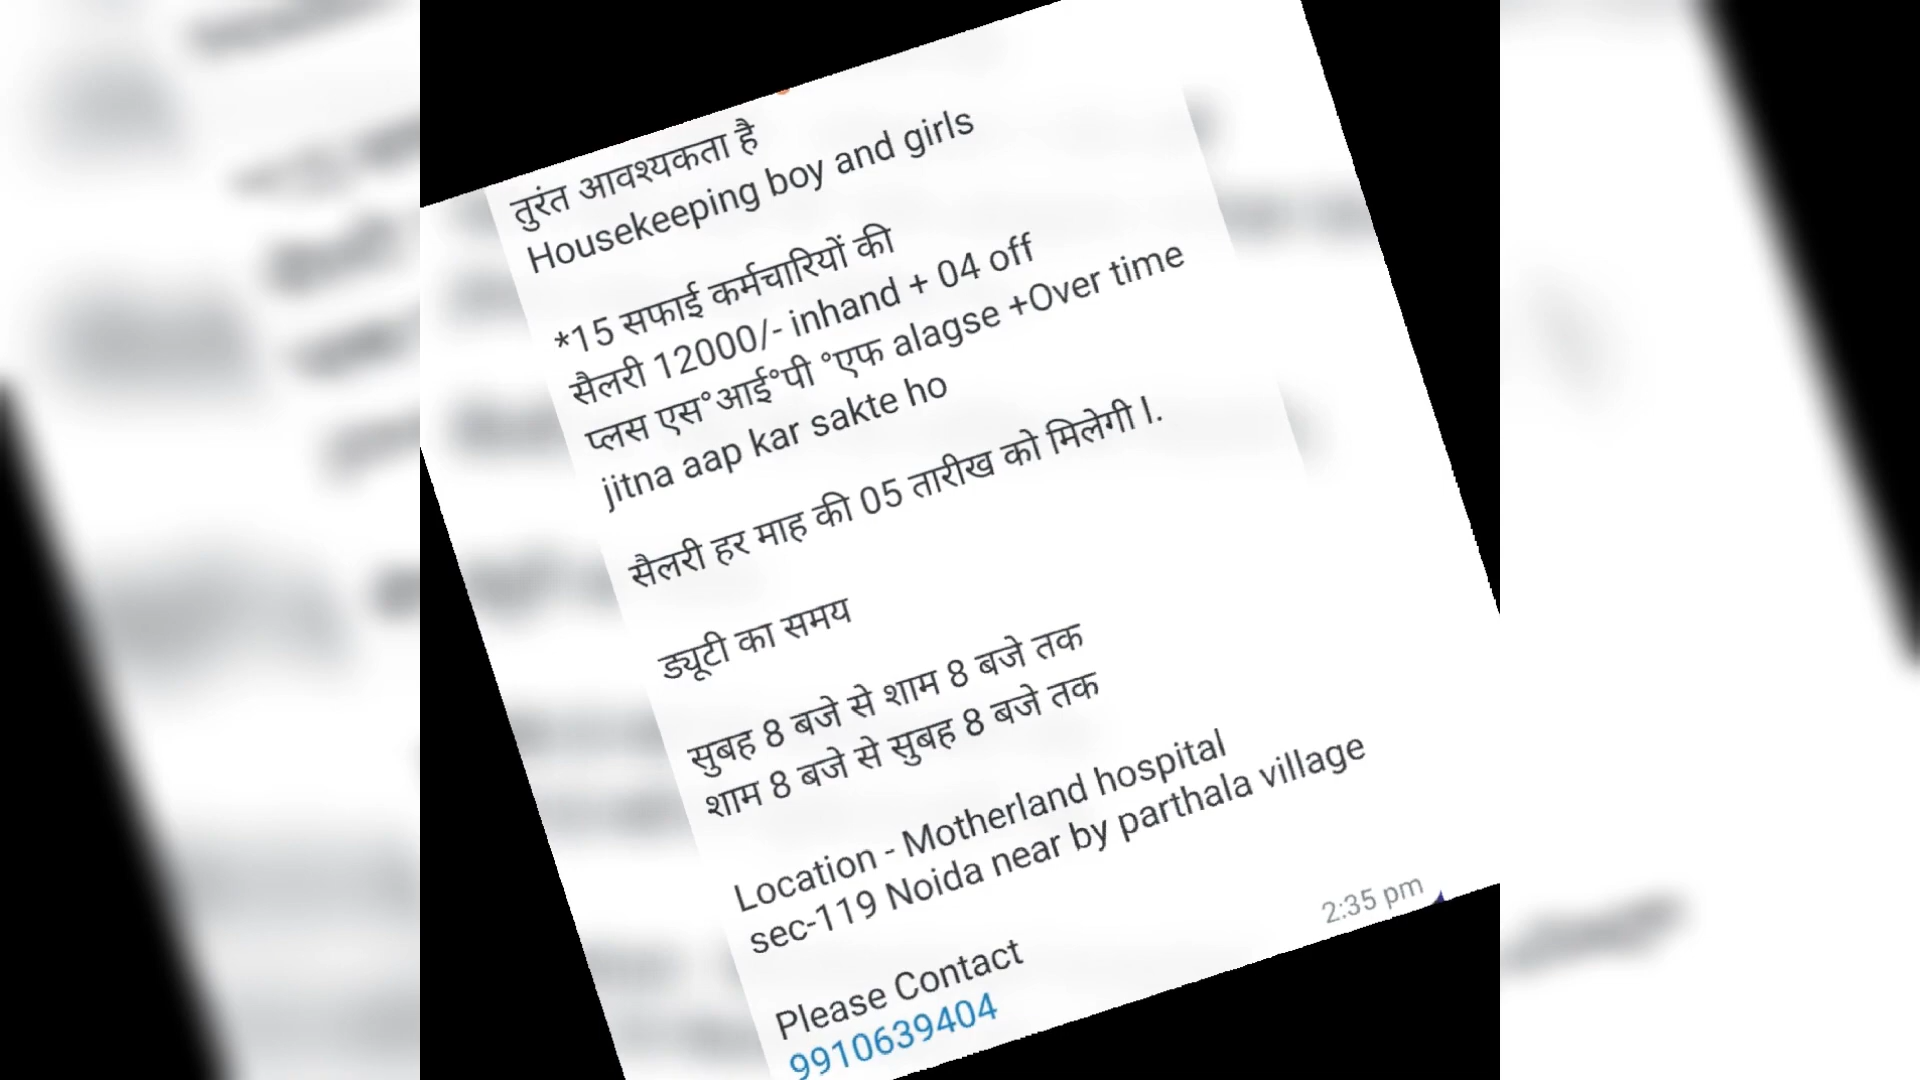 तुरंत आवश्यकता है
Housekeeping boy and girls
*15 सफाई कर्मचारियों की
सैलरी 12000/- inhand + 04 off
प्लस एस°आई°पी °एफ alagse +Over time
jitna aap kar sakte ho
सैलरी हर माह की 05 तारीख को मिलेगी l.
ड्यूटी का समय
सुबह 8 बजे से शाम 8 बजे तक
शाम 8 बजे से सुबह 8 बजे तक
Location - Motherland hospital
sec-119 Noida near by parthala village
2:35 pm
Please Contact
9910639404